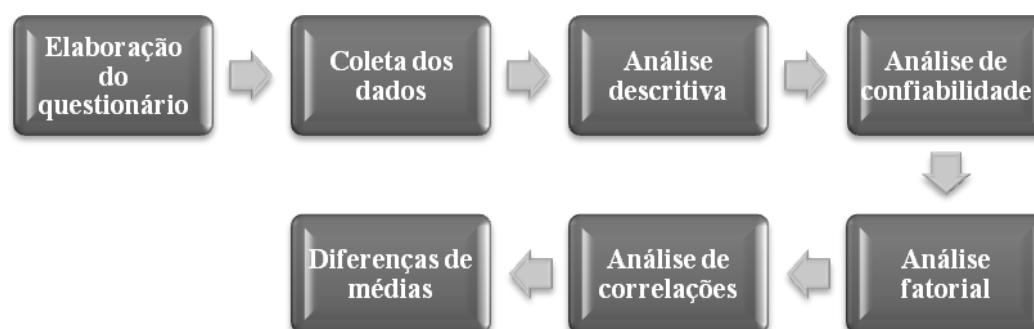 Elaboração
do
questionário
Coleta dos
dados
Análise
descritiva
Análise de
confiabilidade
Análise
fatorial
Análise de
correlações
Diferenças de
médias